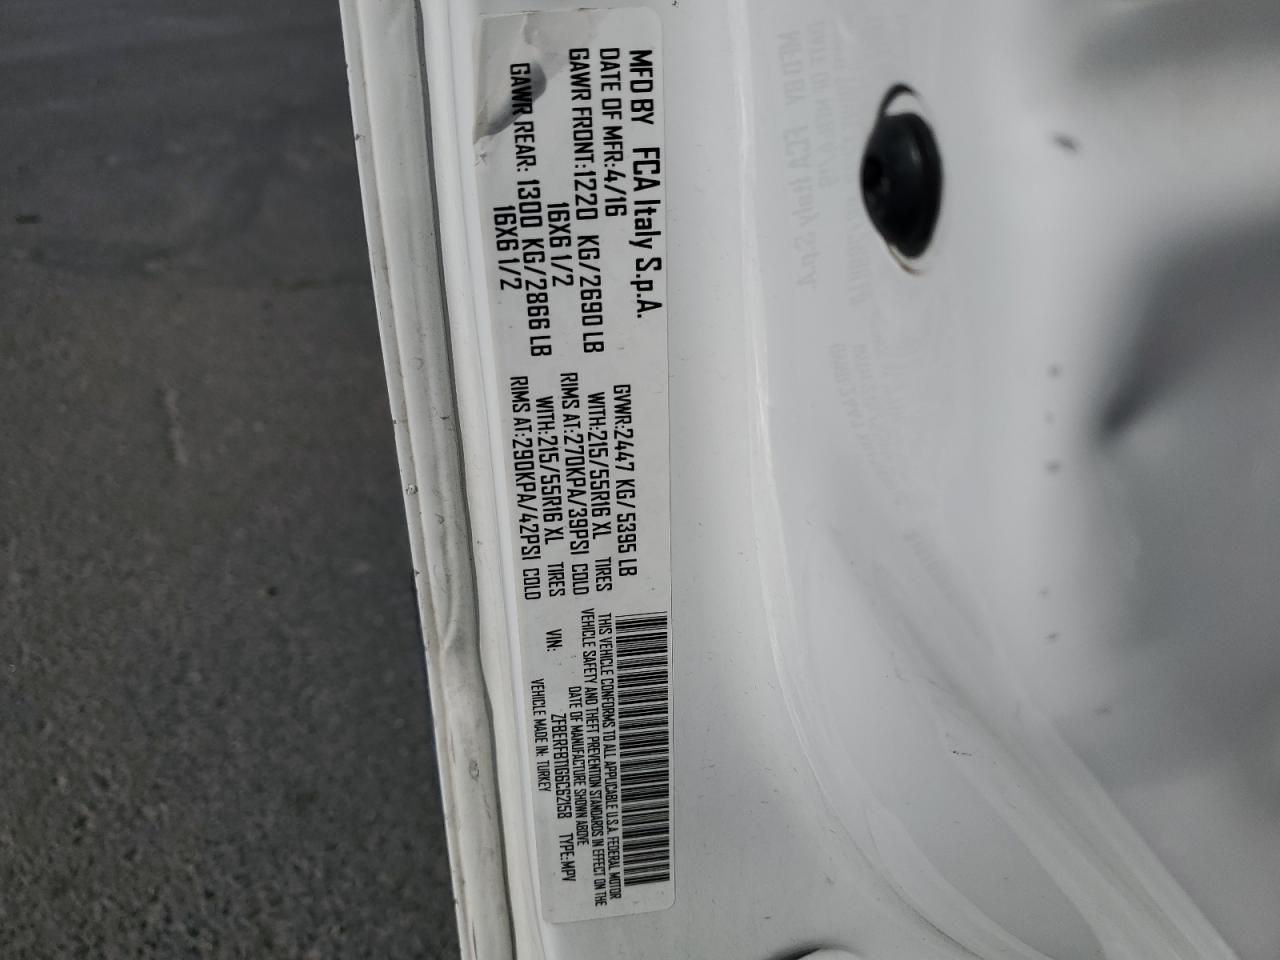 MFD BY FCA Italy S.p.A.
DATE OF MFR:4/16 GVWR:2447 KG/ 5395 LB
GAWR FRONT:1220 KG/2690 LB WITH:215/55R16 XL TIRES
16X6 1/2 RIMS AT:270KPA/39PSI COLD
GAWR REAR: 1300 KG/2866 LB WITH:215/55R16 XL TIRES
16X6 1/2 RIMS AT:290KPA/42PSI COLD
THIS VEHICLE CONFORMS TO ALL APPLICABLE U.S.A. FEDERAL MOTOR
VEHICLE SAFETY AND THEFT PREVENTION STANDARDS IN EFFECT ON THE
DATE OF MANUFACTURE SHOWN ABOVE
VIN: ZFBERFBT1G6C62158 TYPE:MPV
VEHICLE MADE IN: TURKEY